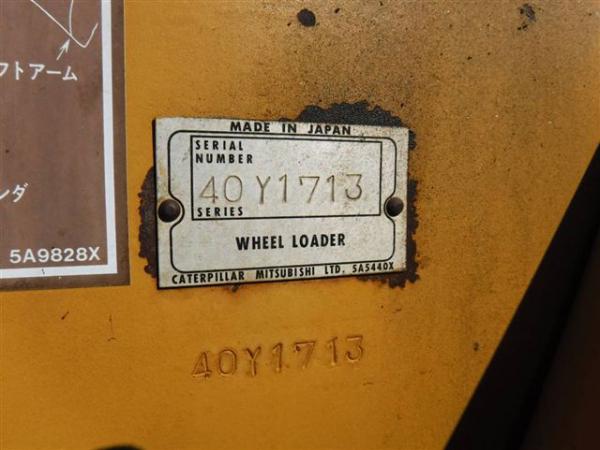 フトアーム
ンダ
5A9828X
MADE IN JAPAN
SERIAL
NUMBER
40Y1713
SERIES
WHEEL LOADER
CATERPILLAR MITSUBISHI LTD. 5A5440X
40Y1713